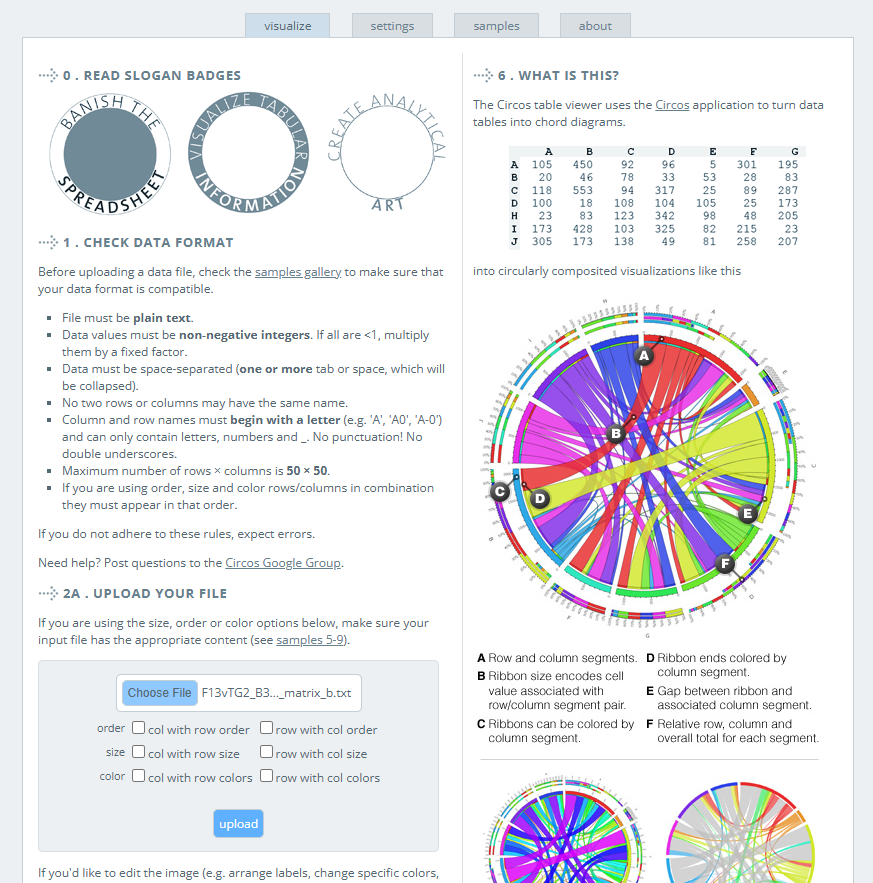 visualize
settings
samples
about
0 . READ SLOGAN BADGES
BANISH THE
SPREADSHEET
VISUALIZE TABULAR
INFORMATION
CREATE ANALYTICAL
ART
1 . CHECK DATA FORMAT
Before uploading a data file, check the samples gallery to make sure that
your data format is compatible.
File must be plain text.
Data values must be non-negative integers. If all are <1, multiply
them by a fixed factor.
Data must be space-separated (one or more tab or space, which will
be collapsed).
No two rows or columns may have the same name.
Column and row names must begin with a letter (e.g. 'A', 'A0', 'A-0')
and can only contain letters, numbers and _. No punctuation! No
double underscores.
Maximum number of rows × columns is 50 × 50.
If you are using order, size and color rows/columns in combination
they must appear in that order.
If you do not adhere to these rules, expect errors.
Need help? Post questions to the Circos Google Group.
2A . UPLOAD YOUR FILE
If you are using the size, order or color options below, make sure your
input file has the appropriate content (see samples 5-9).
Choose File F13vTG2_B3..._matrix_b.txt
order col with row order row with col order
size col with row size row with col size
color col with row colors row with col colors
upload
If you'd like to edit the image (e.g. arrange labels, change specific colors,
6 . WHAT IS THIS?
The Circos table viewer uses the Circos application to turn data
tables into chord diagrams.
A B C D E F G
A 105 450 92 96 5 301 195
B 20 46 78 33 53 28 83
C 118 553 94 317 25 89 287
D 100 18 108 104 105 25 173
H 23 83 123 342 98 48 205
I 173 428 103 325 82 215 23
J 305 173 138 49 81 258 207
into circularly composited visualizations like this
A
B
C
D
E
F
A Row and column segments.
B Ribbon size encodes cell
value associated with
row/column segment pair.
C Ribbons can be colored by
column segment.
D Ribbon ends colored by
column segment.
E Gap between ribbon and
associated column segment.
F Relative row, column and
overall total for each segment.